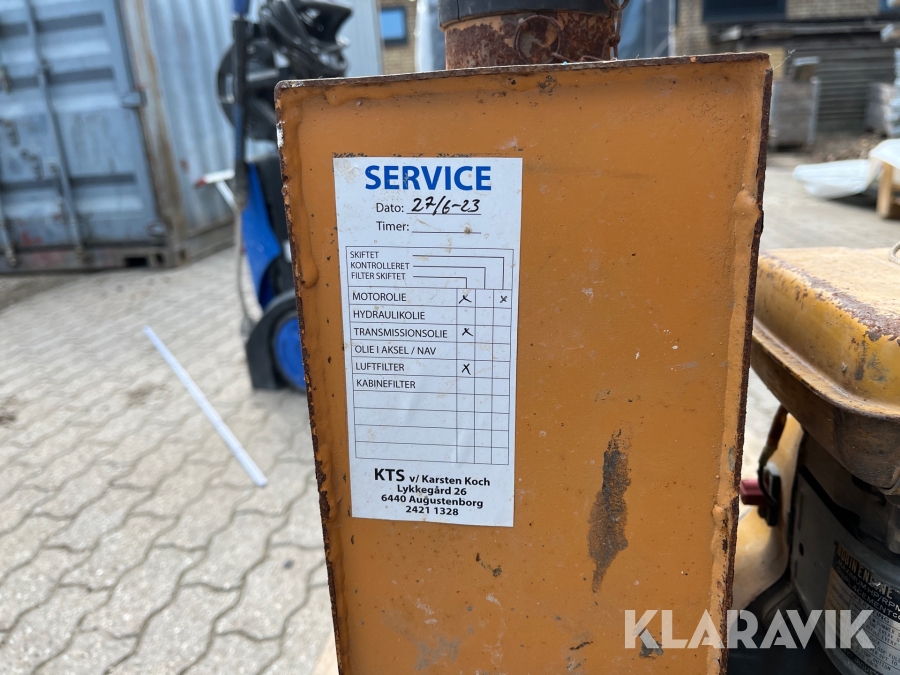 SERVICE
Dato: 27/6-23
Timer:
SKIFTET
KONTROLLERET
FILTER SKIFTET
MOTOROLIE x x
HYDRAULIKOLIE
TRANSMISSIONSOLIE x
OLIE I AKSEL / NAV
LUFTFILTER x
KABINEFILTER
KTS v/ Karsten Koch
Lykkegård 26
6440 Augustenborg
2421 1328
KLARAVIK